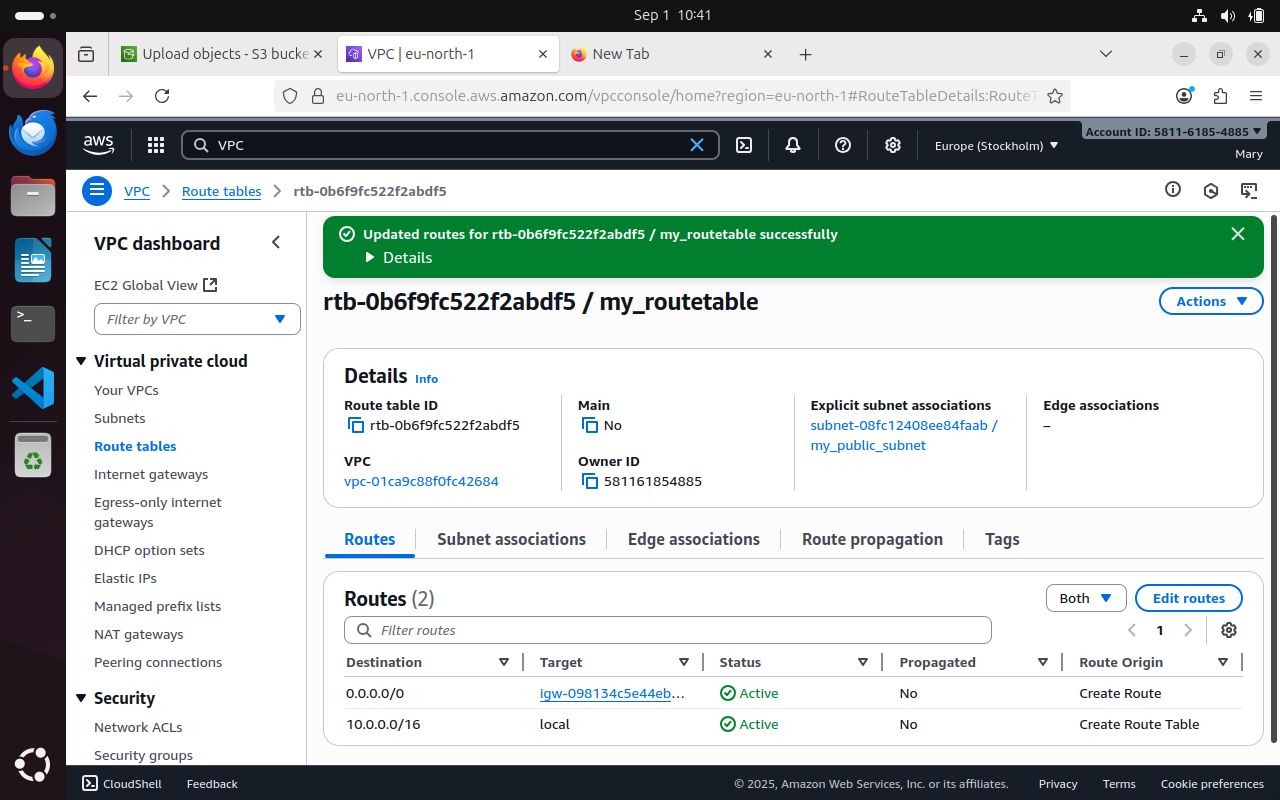 Sep 1 10:41
Upload objects - S3 bucke
VPC | eu-north-1
New Tab
eu-north-1.console.aws.amazon.com/vpcconsole/home?region=eu-north-1#RouteTableDetails:RouteT
aws
VPC
Europe (Stockholm)
Account ID: 5811-6185-4885
Mary
VPC
Route tables
rtb-0b6f9fc522f2abdf5
VPC dashboard
EC2 Global View
Filter by VPC
Virtual private cloud
Your VPCs
Subnets
Route tables
Internet gateways
Egress-only internet
gateways
DHCP option sets
Elastic IPs
Managed prefix lists
NAT gateways
Peering connections
Security
Network ACLs
Security groups
Updated routes for rtb-0b6f9fc522f2abdf5 / my_routetable successfully
Details
rtb-0b6f9fc522f2abdf5 / my_routetable
Actions
Details Info
Route table ID
rtb-0b6f9fc522f2abdf5
Main
No
Explicit subnet associations
subnet-08fc12408ee84faab /
my_public_subnet
Edge associations
–
VPC
vpc-01ca9c88f0fc42684
Owner ID
581161854885
Routes Subnet associations Edge associations Route propagation Tags
Routes (2)
Both
Edit routes
Filter routes
1
Destination Target Status Propagated Route Origin
0.0.0.0/0 igw-098134c5e44eb... Active No Create Route
10.0.0.0/16 local Active No Create Route Table
CloudShell Feedback © 2025, Amazon Web Services, Inc. or its affiliates. Privacy Terms Cookie preferences